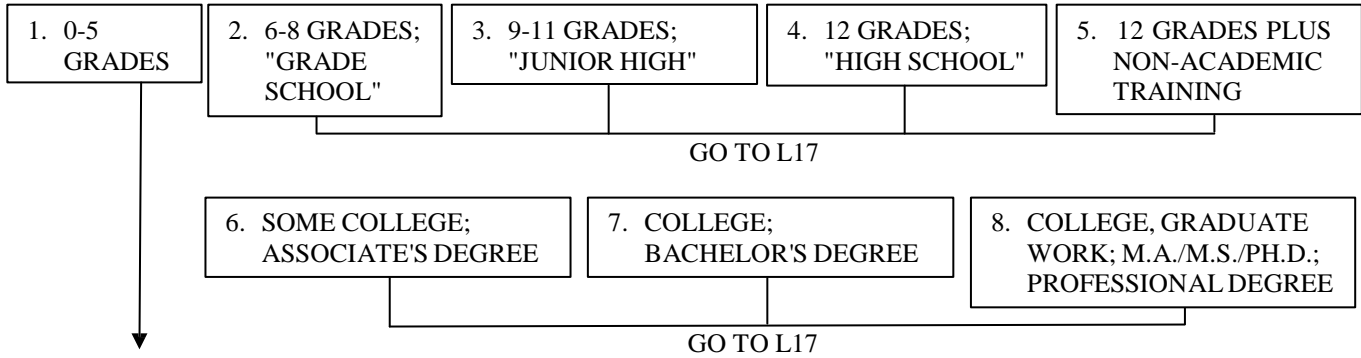 1. 0-5
GRADES
2. 6-8 GRADES;
"GRADE
SCHOOL"
3. 9-11 GRADES;
"JUNIOR HIGH"
4. 12 GRADES;
"HIGH SCHOOL"
5. 12 GRADES PLUS
NON-ACADEMIC
TRAINING
GO TO L17
6. SOME COLLEGE;
ASSOCIATE'S DEGREE
7. COLLEGE;
BACHELOR'S DEGREE
8. COLLEGE, GRADUATE
WORK; M.A./M.S./PH.D.;
PROFESSIONAL DEGREE
GO TO L17